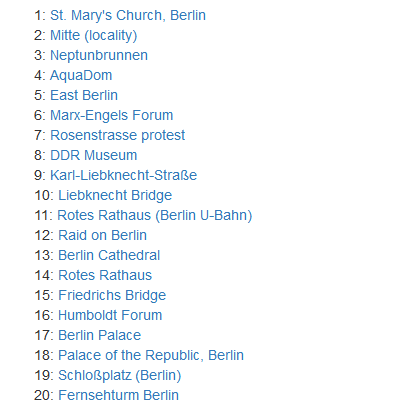 1: St. Mary's Church, Berlin
2: Mitte (locality)
3: Neptunbrunnen
4: AquaDom
5: East Berlin
6: Marx-Engels Forum
7: Rosenstrasse protest
8: DDR Museum
9: Karl-Liebknecht-Straße
10: Liebknecht Bridge
11: Rotes Rathaus (Berlin U-Bahn)
12: Raid on Berlin
13: Berlin Cathedral
14: Rotes Rathaus
15: Friedrichs Bridge
16: Humboldt Forum
17: Berlin Palace
18: Palace of the Republic, Berlin
19: Schloßplatz (Berlin)
20: Fernsehturm Berlin